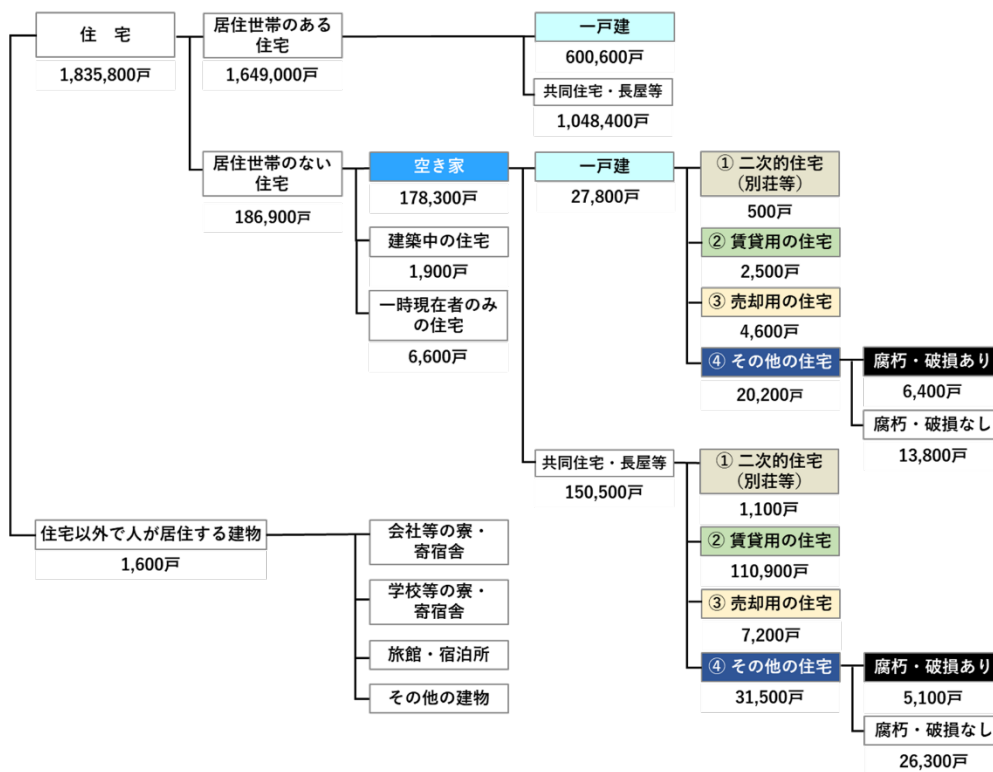 住　宅
1,835,800戸
居住世帯のある
住宅
1,649,000戸
一戸建
600,600戸
共同住宅・長屋等
1,048,400戸
居住世帯のない
住宅
186,900戸
空き家
178,300戸
建築中の住宅
1,900戸
一時現在者のみ
の住宅
6,600戸
一戸建
27,800戸
① 二次的住宅
（別荘等）
500戸
② 賃貸用の住宅
2,500戸
③ 売却用の住宅
4,600戸
④ その他の住宅
20,200戸
腐朽・破損あり
6,400戸
腐朽・破損なし
13,800戸
共同住宅・長屋等
150,500戸
① 二次的住宅
（別荘等）
1,100戸
② 賃貸用の住宅
110,900戸
③ 売却用の住宅
7,200戸
④ その他の住宅
31,500戸
腐朽・破損あり
5,100戸
腐朽・破損なし
26,300戸
住宅以外で人が居住する建物
1,600戸
会社等の寮・
寄宿舎
学校等の寮・
寄宿舎
旅館・宿泊所
その他の建物